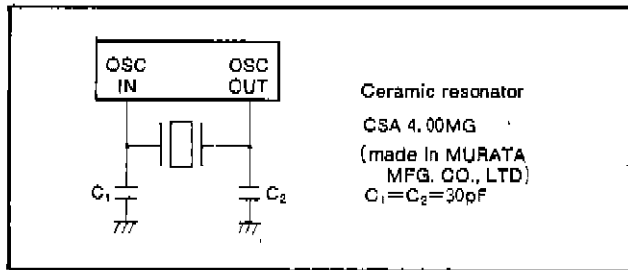 OSC IN
OSC OUT
C₁
C₂
Ceramic resonator
CSA 4.00MG
(made in MURATA
MFG. CO., LTD)
C₁=C₂=30pF